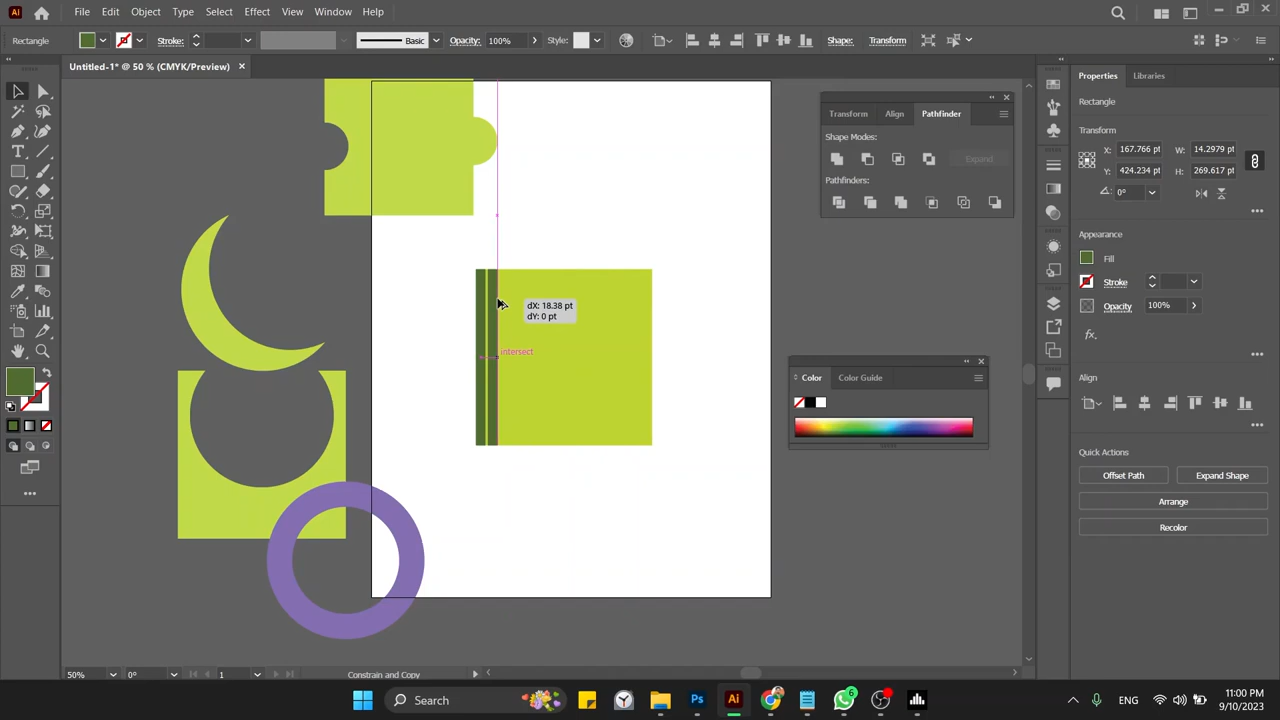 Ai File Edit Object Type Select Effect View Window Help
Rectangle Stroke: Basic Opacity: 100% Style: Shape: Transform
Untitled-1* @ 50 % (CMYK/Preview)
Properties Libraries
Rectangle
Transform Align Pathfinder
Transform
Shape Modes:
X: 167.766 pt W: 14.2979 pt
Expand
Y: 424.234 pt H: 269.617 pt
Pathfinders:
0°
Appearance
Fill
Stroke
Opacity 100%
dX: 18.38 pt
dY: 0 pt
fx.
intersect
Align
Color Color Guide
Quick Actions
Offset Path Expand Shape
Arrange
Recolor
50% 0° 1 Constrain and Copy
Search Ps Ai 6 ENG 11:00 PM
9/10/2023